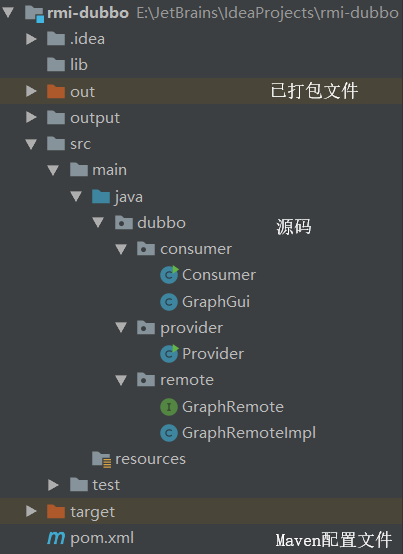 rmi-dubbo E:\JetBrains\IdeaProjects\rmi-dubbo
.idea
lib
out 已打包文件
output
src
main
java
dubbo 源码
consumer
Consumer
GraphGui
provider
Provider
remote
GraphRemote
GraphRemoteImpl
resources
test
target
pom.xml Maven配置文件